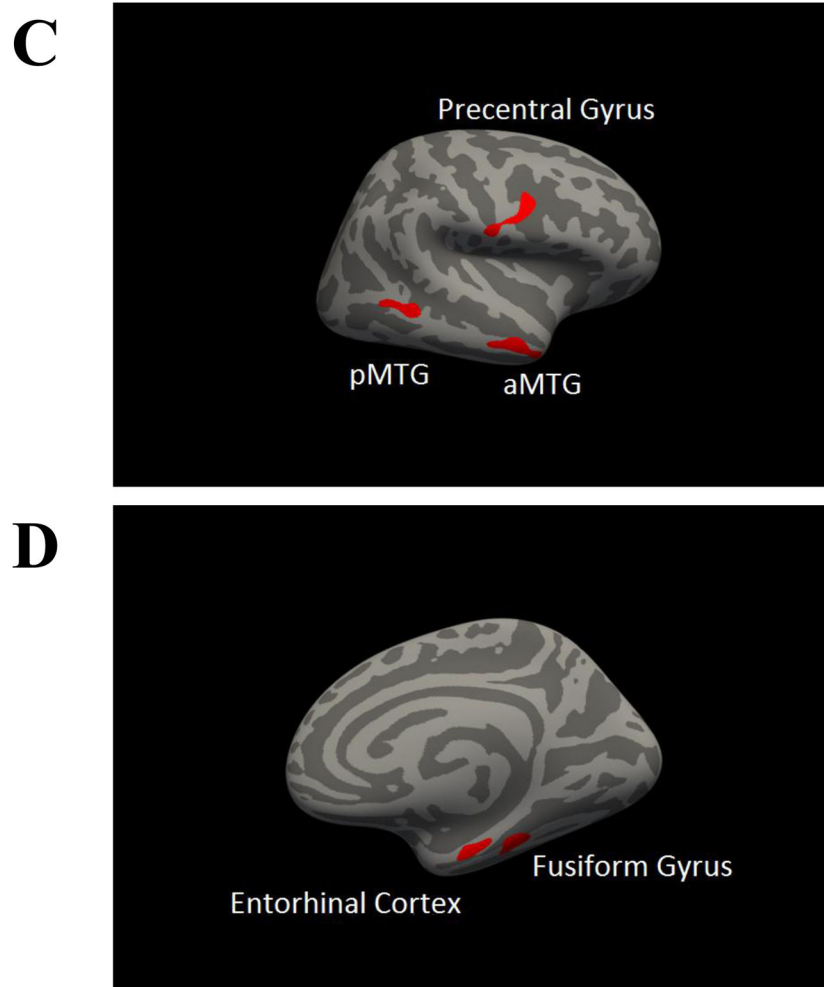 C
Precentral Gyrus
pMTG
aMTG
D
Fusiform Gyrus
Entorhinal Cortex